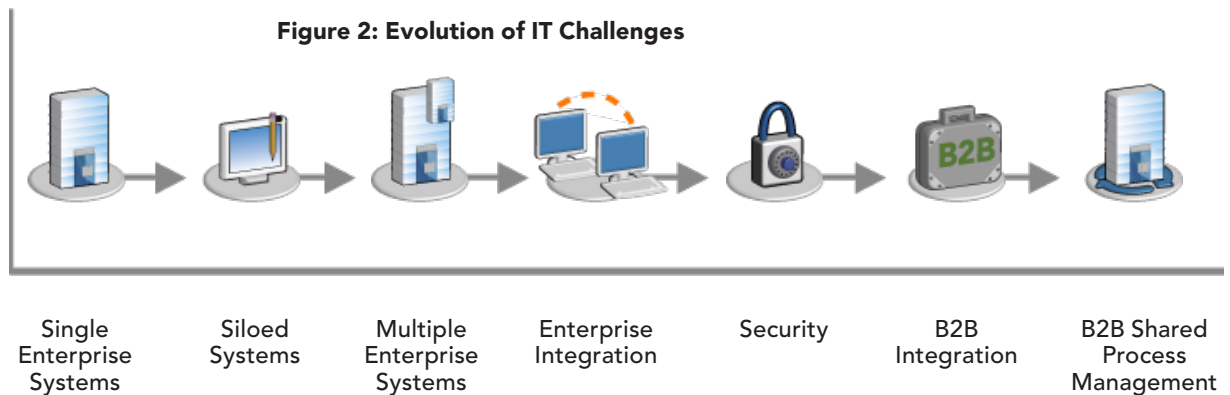 Figure 2: Evolution of IT Challenges
B2B
Single
Enterprise
Systems
Siloed
Systems
Multiple
Enterprise
Systems
Enterprise
Integration
Security
B2B
Integration
B2B Shared
Process
Management